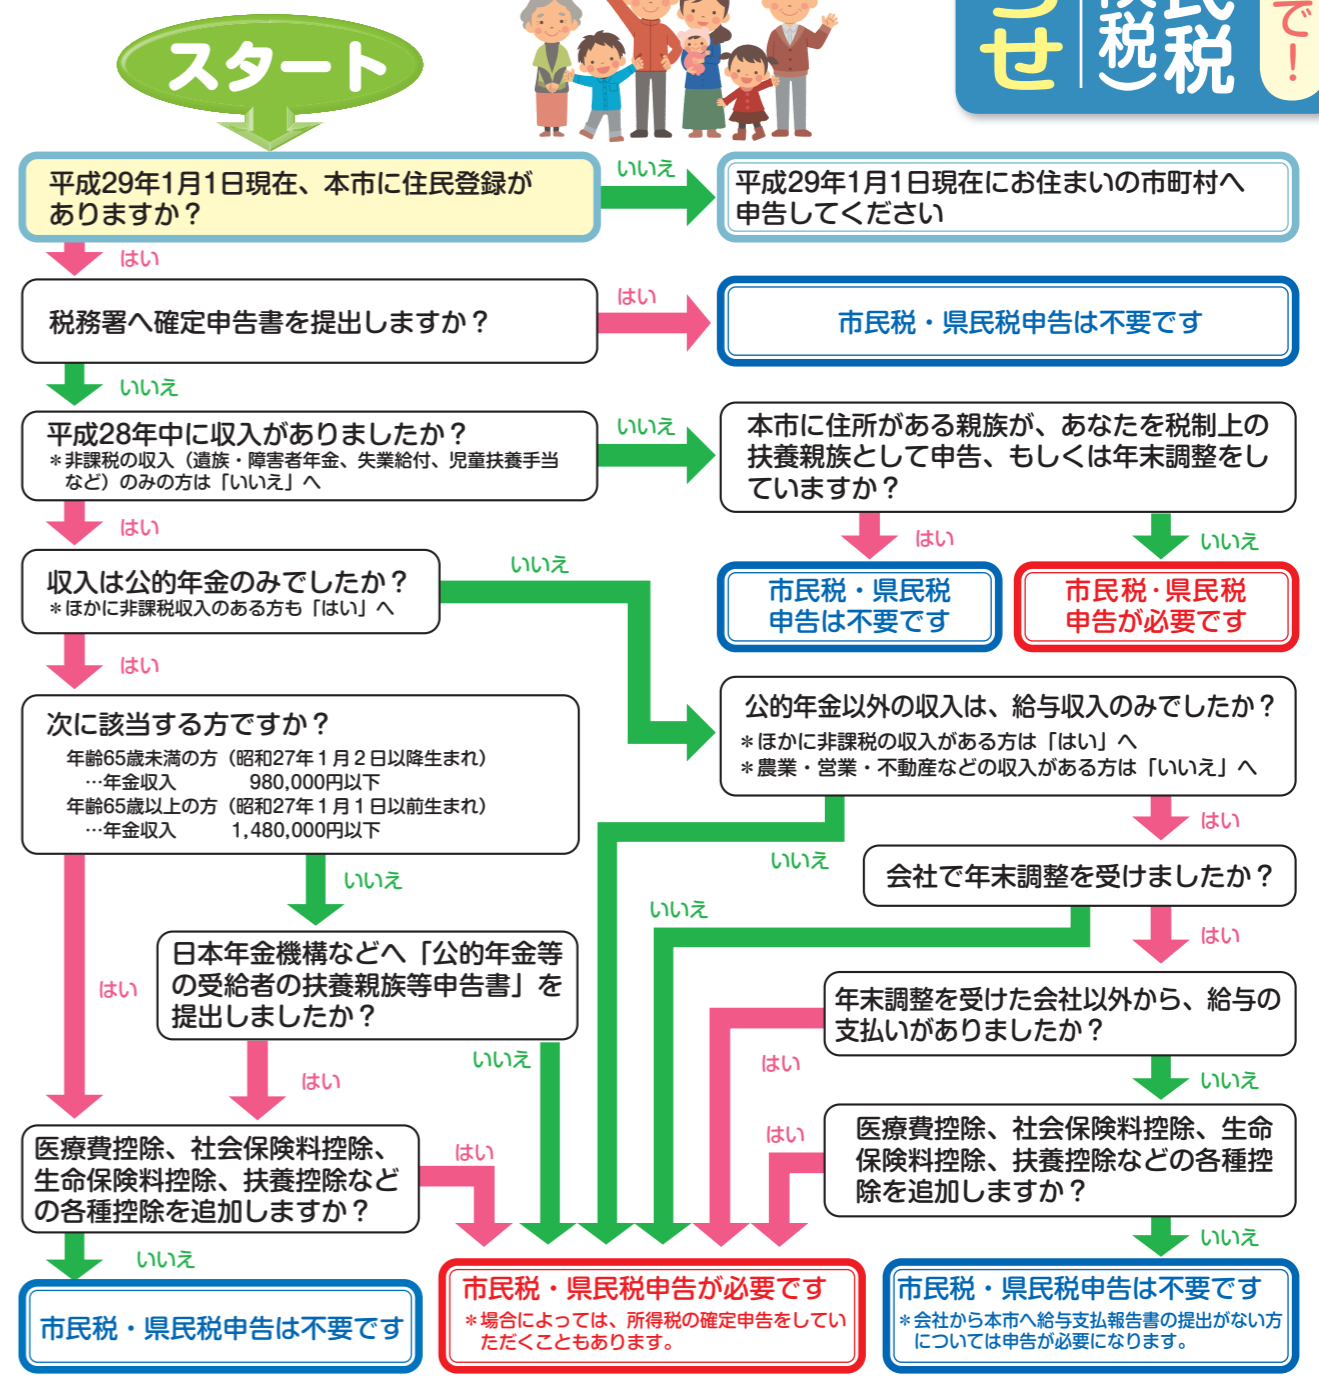 で！
民税
険税）
つせ
スタート
平成29年1月1日現在、本市に住民登録が
ありますか？
いいえ
平成29年1月1日現在にお住まいの市町村へ
申告してください
はい
税務署へ確定申告書を提出しますか？
はい
市民税・県民税申告は不要です
いいえ
平成28年中に収入がありましたか？
＊非課税の収入（遺族・障害者年金、失業給付、児童扶養手当
など）のみの方は「いいえ」へ
いいえ
本市に住所がある親族が、あなたを税制上の
扶養親族として申告、もしくは年末調整をし
ていますか？
はい
いいえ
市民税・県民税
申告は不要です
市民税・県民税
申告が必要です
はい
収入は公的年金のみでしたか？
＊ほかに非課税収入のある方も「はい」へ
いいえ
はい
次に該当する方ですか？
年齢65歳未満の方（昭和27年１月２日以降生まれ）
…年金収入 980,000円以下
年齢65歳以上の方（昭和27年１月１日以前生まれ）
…年金収入 1,480,000円以下
公的年金以外の収入は、給与収入のみでしたか？
＊ほかに非課税の収入がある方は「はい」へ
＊農業・営業・不動産などの収入がある方は「いいえ」へ
いいえ
はい
会社で年末調整を受けましたか？
いいえ
はい
いいえ
日本年金機構などへ「公的年金等
の受給者の扶養親族等申告書」を
提出しましたか？
はい
はい
いいえ
年末調整を受けた会社以外から、給与の
支払いがありましたか？
はい
いいえ
医療費控除、社会保険料控除、
生命保険料控除、扶養控除など
の各種控除を追加しますか？
はい
いいえ
医療費控除、社会保険料控除、生命
保険料控除、扶養控除などの各種控
除を追加しますか？
はい
いいえ
市民税・県民税申告は不要です
市民税・県民税申告が必要です
＊場合によっては、所得税の確定申告をしてい
ただくこともあります。
市民税・県民税申告は不要です
＊会社から本市へ給与支払報告書の提出がない方
については申告が必要になります。